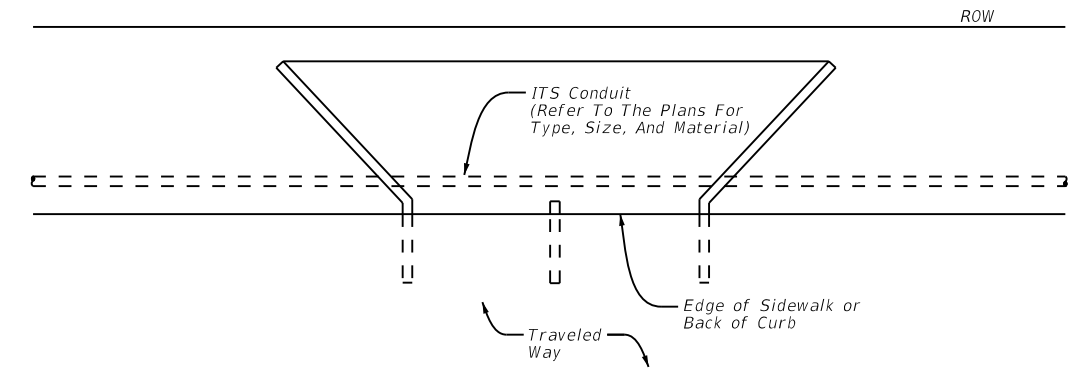 ROW
ITS Conduit
(Refer To The Plans For
Type, Size, And Material)
Edge of Sidewalk or
Back of Curb
Traveled
Way